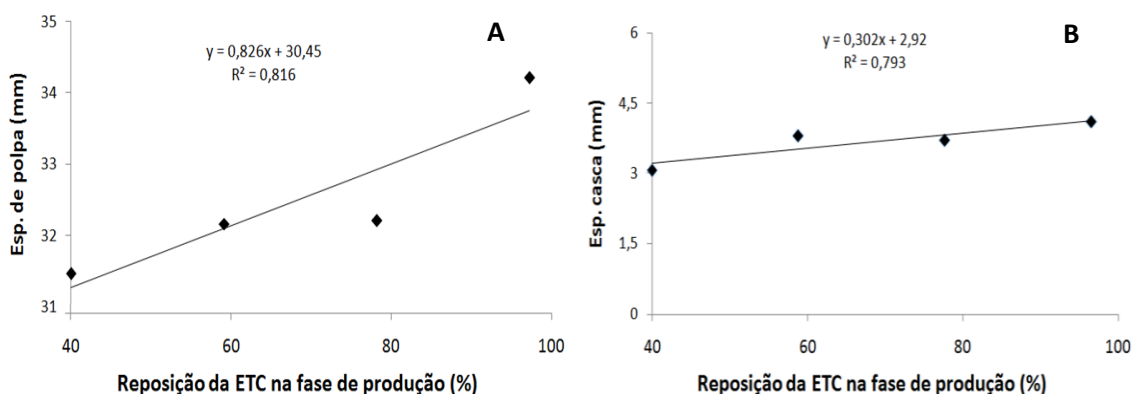 A
y = 0,826x + 30,45
R² = 0,816
Esp. de polpa (mm)
35
34
33
32
31
40 60 80 100
Reposição da ETC na fase de produção (%)
B
y = 0,302x + 2,92
R² = 0,793
Esp. casca (mm)
6
4,5
3
1,5
0
40 60 80 100
Reposição da ETC na fase de produção (%)